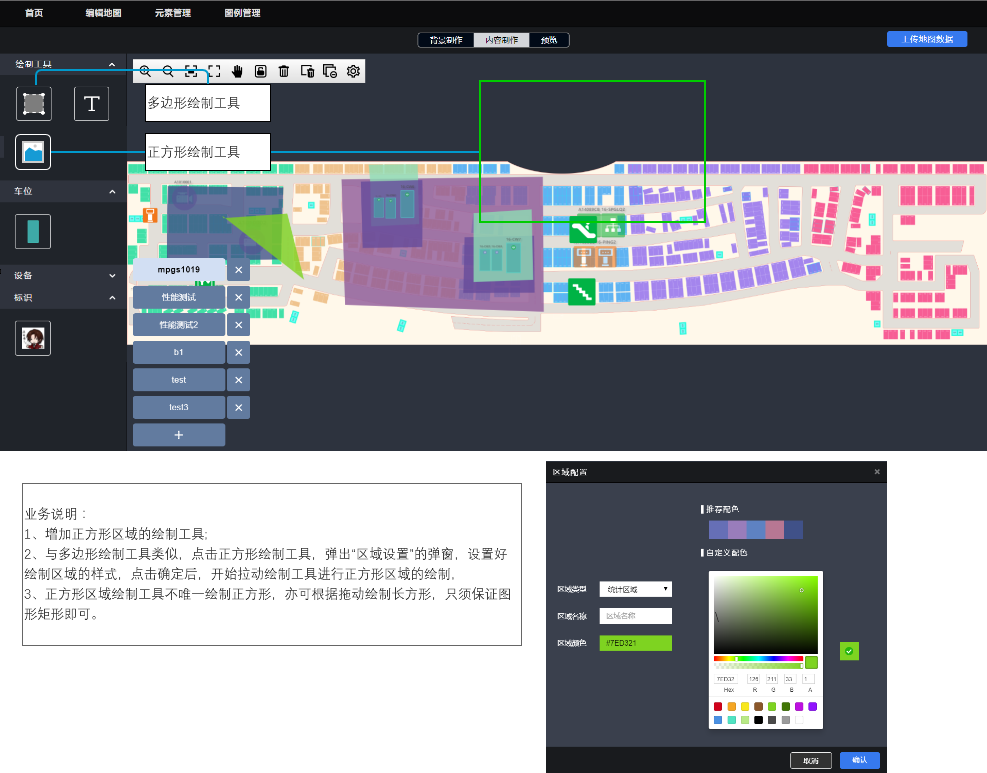 首页 编辑地图 元素管理 图例管理
背景制作 内容制作 预览
上传地图数据
绘制工具
T
多边形绘制工具
正方形绘制工具
车位
设备
标识
mpgs1019
性能测试
性能测试2
b1
test
test3
+
业务说明：
1、增加正方形区域的绘制工具;
2、与多边形绘制工具类似，点击正方形绘制工具，弹出“区域设置”的弹窗，设置好
绘制区域的样式，点击确定后，开始拉动绘制工具进行正方形区域的绘制，
3、正方形区域绘制工具不唯一绘制正方形，亦可根据拖动绘制长方形，只须保证图
形矩形即可。
区域配置
推荐配色
自定义配色
区域类型 统计区域
区域名称 区域名称
区域颜色 #7ED321
7ED32 126 211 33 1
Hex R G B A
取消 确认